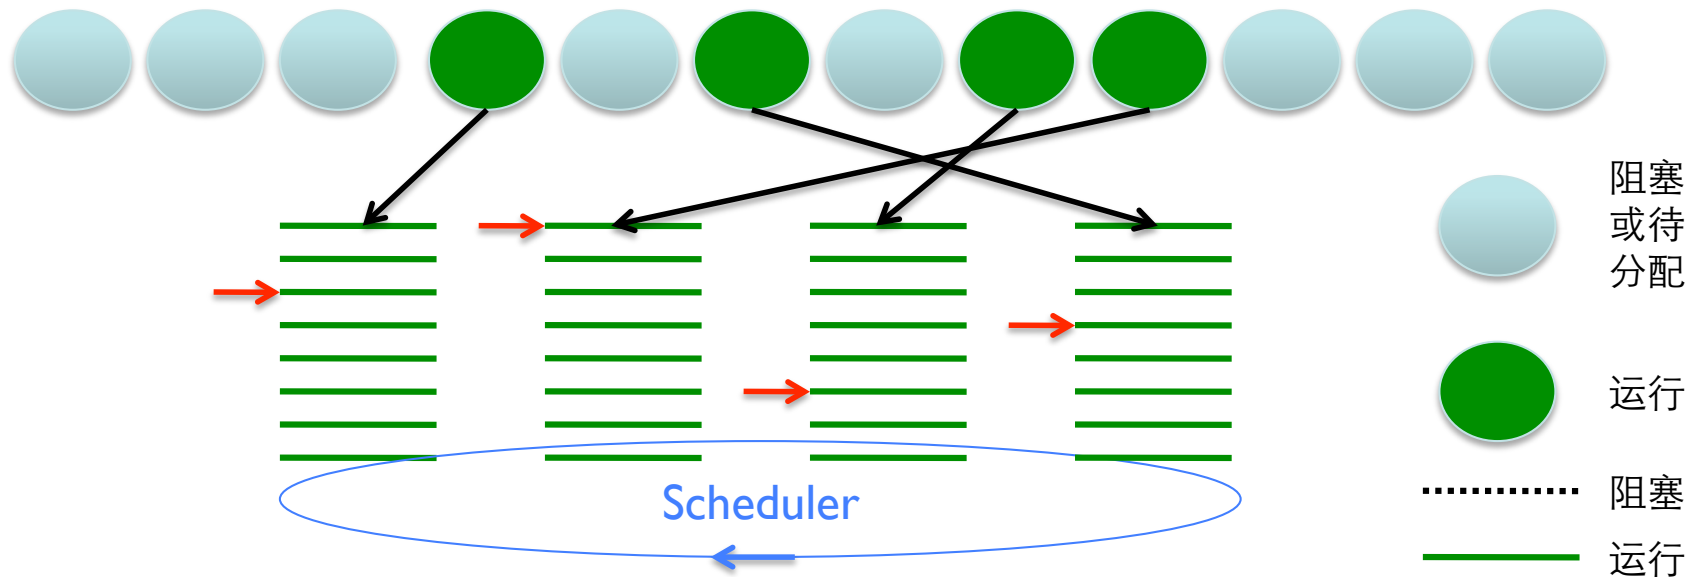 阻塞
或待
分配
运行
Scheduler
阻塞
运行